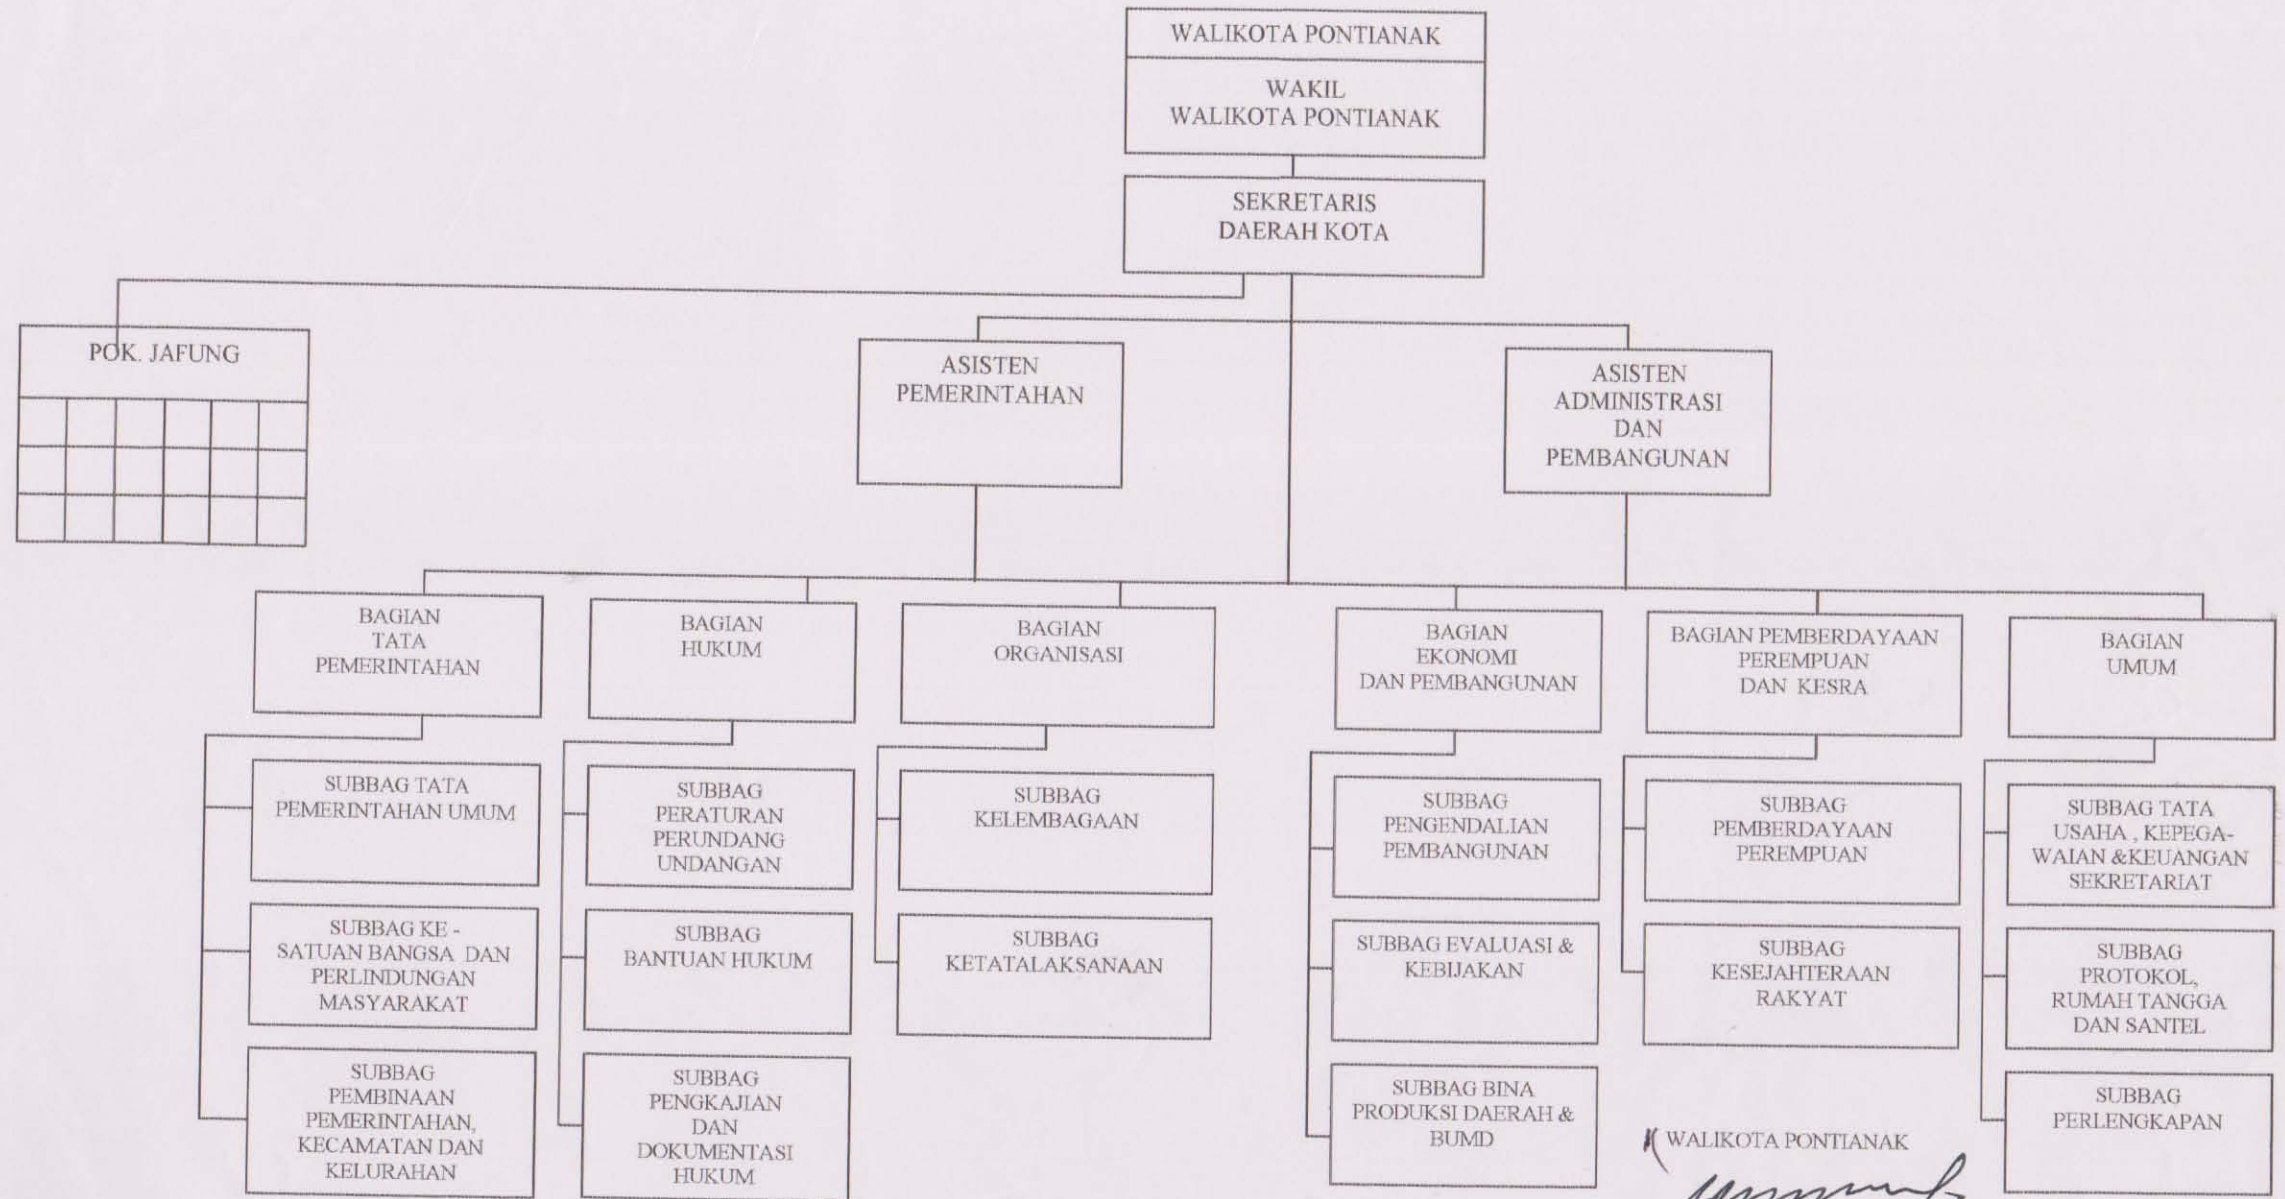 WALIKOTA PONTIANAK
WAKIL
WALIKOTA PONTIANAK
SEKRETARIS
DAERAH KOTA
POK. JAFUNG
ASISTEN
PEMERINTAHAN
ASISTEN
ADMINISTRASI
DAN
PEMBANGUNAN
BAGIAN
TATA
PEMERINTAHAN
BAGIAN
HUKUM
BAGIAN
ORGANISASI
BAGIAN
EKONOMI
DAN PEMBANGUNAN
BAGIAN PEMBERDAYAAN
PEREMPUAN
DAN KESRA
BAGIAN
UMUM
SUBBAG TATA
PEMERINTAHAN UMUM
SUBBAG
PERATURAN
PERUNDANG
UNDANGAN
SUBBAG
KELEMBAGAAN
SUBBAG
PENGENDALIAN
PEMBANGUNAN
SUBBAG
PEMBERDAYAAN
PEREMPUAN
SUBBAG TATA
USAHA , KEPEGA-
WAIAN &KEUANGAN
SEKRETARIAT
SUBBAG KE -
SATUAN BANGSA DAN
PERLINDUNGAN
MASYARAKAT
SUBBAG
BANTUAN HUKUM
SUBBAG
KETATALAKSANAAN
SUBBAG EVALUASI &
KEBIJAKAN
SUBBAG
KESEJAHTERAAN
RAKYAT
SUBBAG
PROTOKOL,
RUMAH TANGGA
DAN SANTEL
SUBBAG
PEMBINAAN
PEMERINTAHAN,
KECAMATAN DAN
KELURAHAN
SUBBAG
PENGKAJIAN
DAN
DOKUMENTASI
HUKUM
SUBBAG BINA
PRODUKSI DAERAH &
BUMD
SUBBAG
PERLENGKAPAN
WALIKOTA PONTIANAK